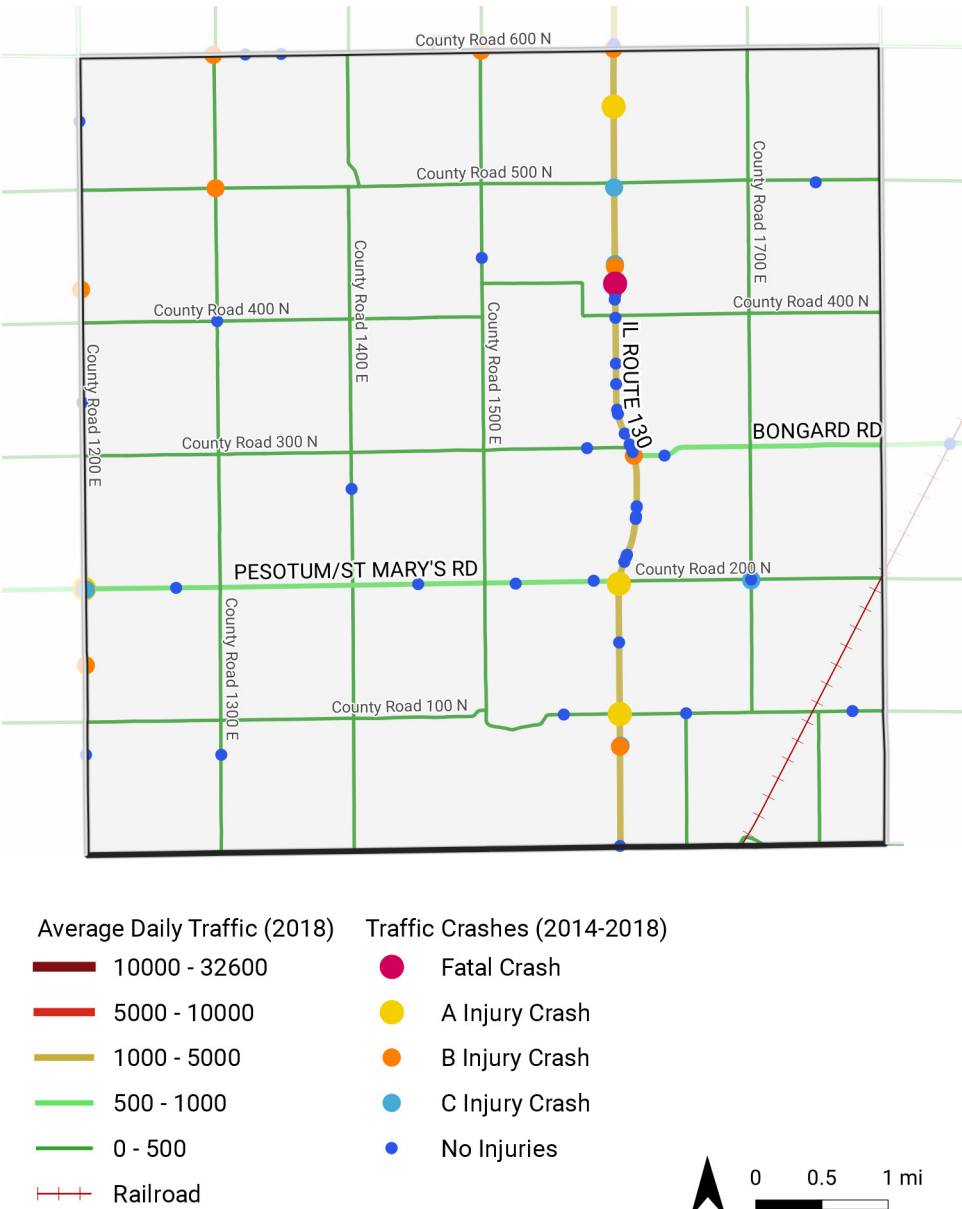 County Road 600 N
County Road 500 N
County Road 1700 E
County Road 1400 E
County Road 400 N
County Road 400 N
County Road 1500 E
IL ROUTE 130
County Road 1200 E
County Road 300 N
BONGARD RD
PESOTUM/ST MARY'S RD
County Road 200 N
County Road 1300 E
County Road 100 N
Average Daily Traffic (2018)
10000 - 32600
5000 - 10000
1000 - 5000
500 - 1000
0 - 500
Railroad
Traffic Crashes (2014-2018)
Fatal Crash
A Injury Crash
B Injury Crash
C Injury Crash
No Injuries
0 0.5 1 mi